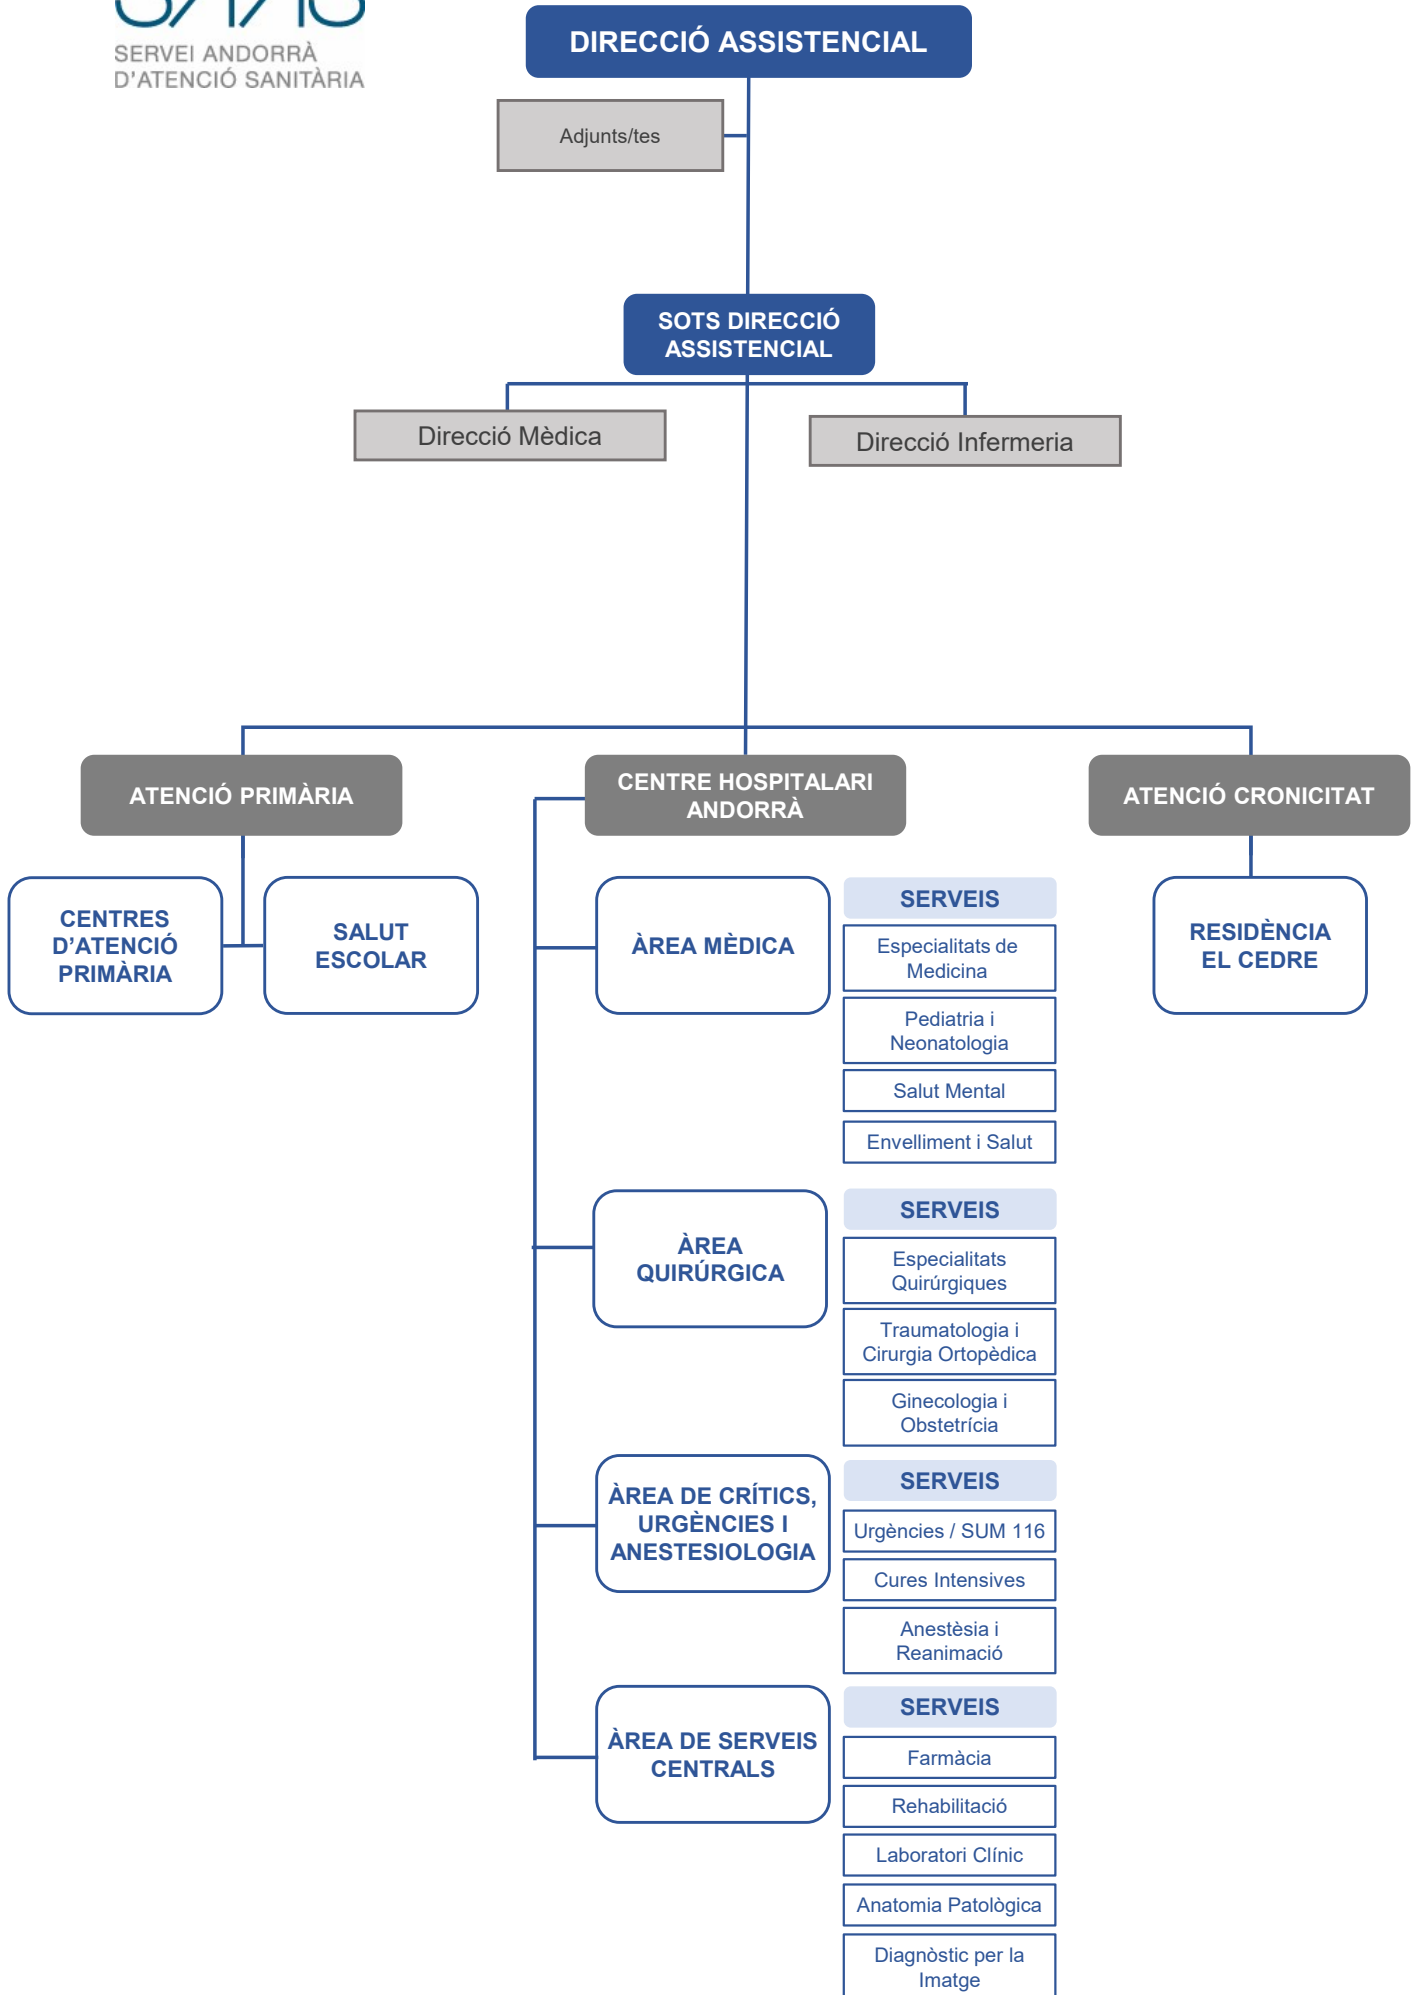 SERVEI ANDORRÀ
D'ATENCIÓ SANITÀRIA
DIRECCIÓ ASSISTENCIAL
Adjunts/tes
SOTS DIRECCIÓ
ASSISTENCIAL
Direcció Mèdica
Direcció Infermeria
ATENCIÓ PRIMÀRIA
CENTRE HOSPITALARI
ANDORRÀ
ATENCIÓ CRONICITAT
CENTRES
D’ATENCIÓ
PRIMÀRIA
SALUT
ESCOLAR
ÀREA MÈDICA
SERVEIS
Especialitats de
Medicina
Pediatria i
Neonatologia
Salut Mental
Envelliment i Salut
RESIDÈNCIA
EL CEDRE
ÀREA
QUIRÚRGICA
SERVEIS
Especialitats
Quirúrgiques
Traumatologia i
Cirurgia Ortopèdica
Ginecologia i
Obstetrícia
ÀREA DE CRÍTICS,
URGÈNCIES I
ANESTESIOLOGIA
SERVEIS
Urgències / SUM 116
Cures Intensives
Anestèsia i
Reanimació
ÀREA DE SERVEIS
CENTRALS
SERVEIS
Farmàcia
Rehabilitació
Laboratori Clínic
Anatomia Patològica
Diagnòstic per la
Imatge